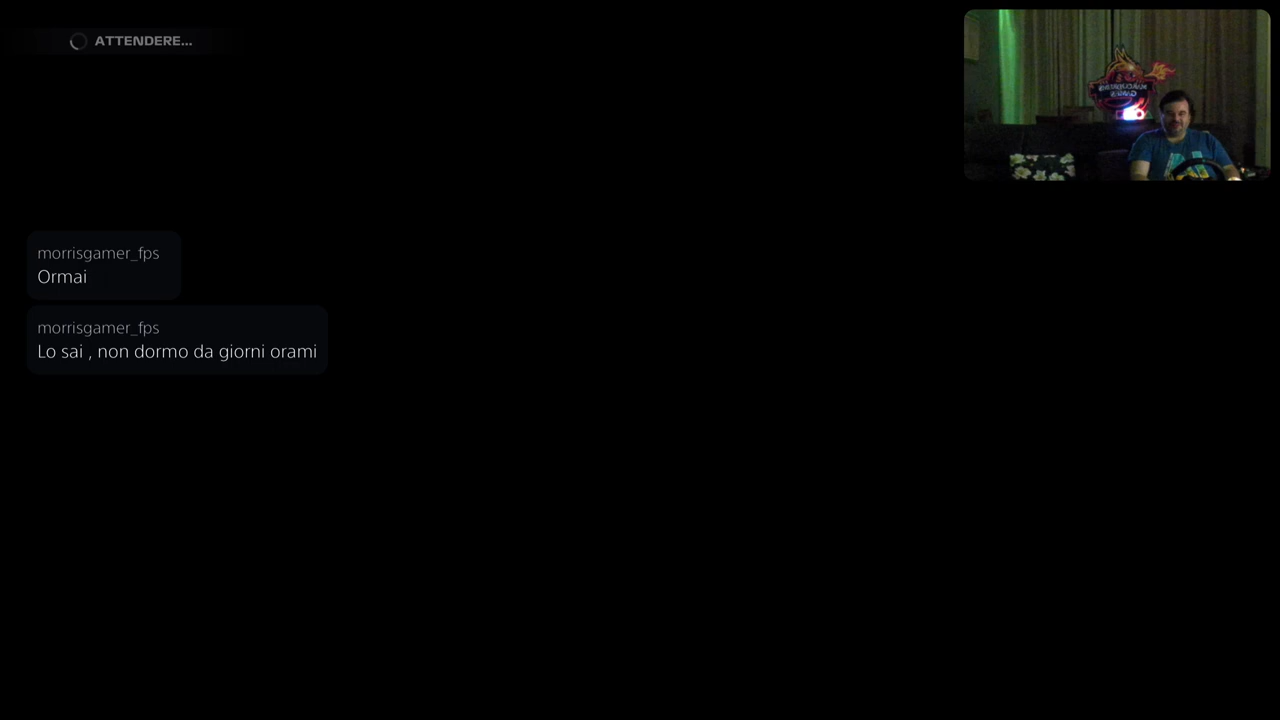 ATTENDERE...
morrisgamer_fps
Ormai
morrisgamer_fps
Lo sai , non dormo da giorni orami